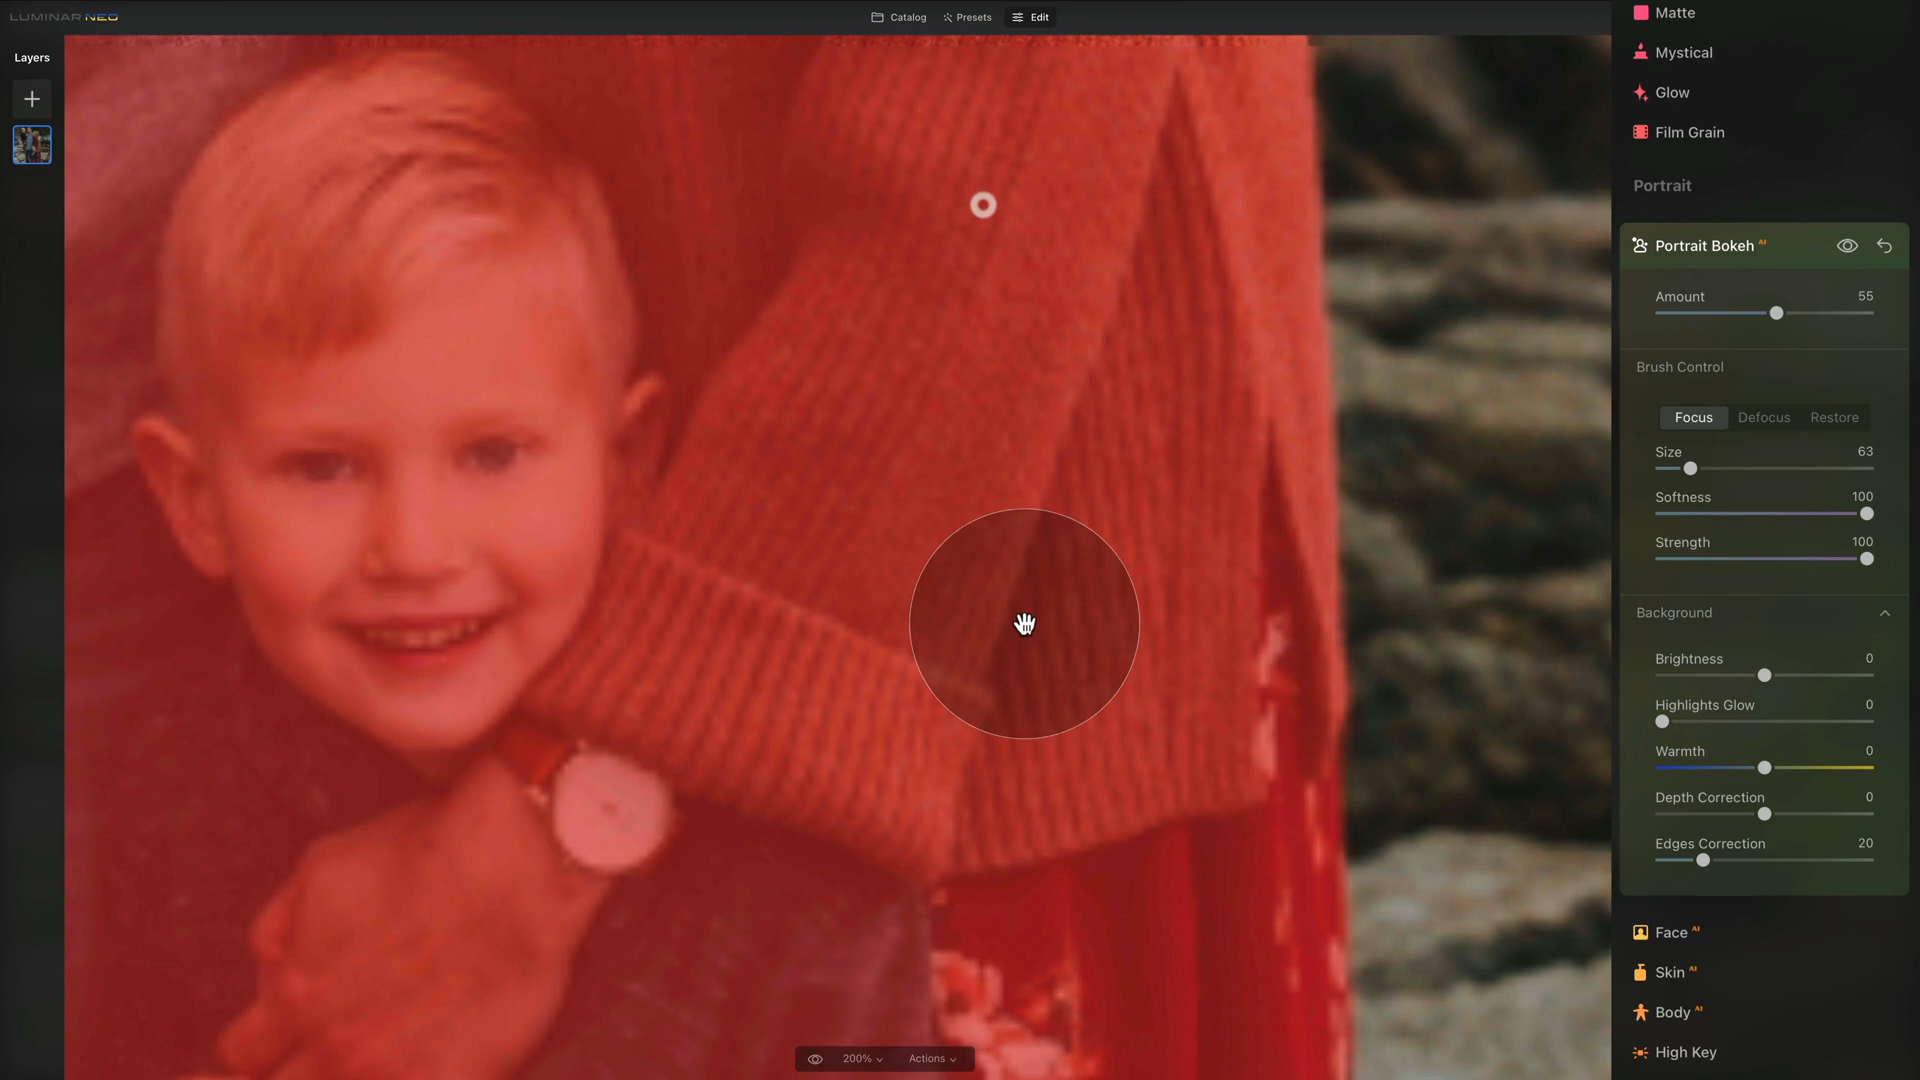 LUMINAR NEO
Catalog
Presets
Edit
Layers
Matte
Mystical
Glow
Film Grain
Portrait
Portrait Bokeh AI
Amount 55
Brush Control
Focus Defocus Restore
Size 63
Softness 100
Strength 100
Background
Brightness 0
Highlights Glow 0
Warmth 0
Depth Correction 0
Edges Correction 20
Face AI
Skin AI
Body AI
High Key
200%
Actions